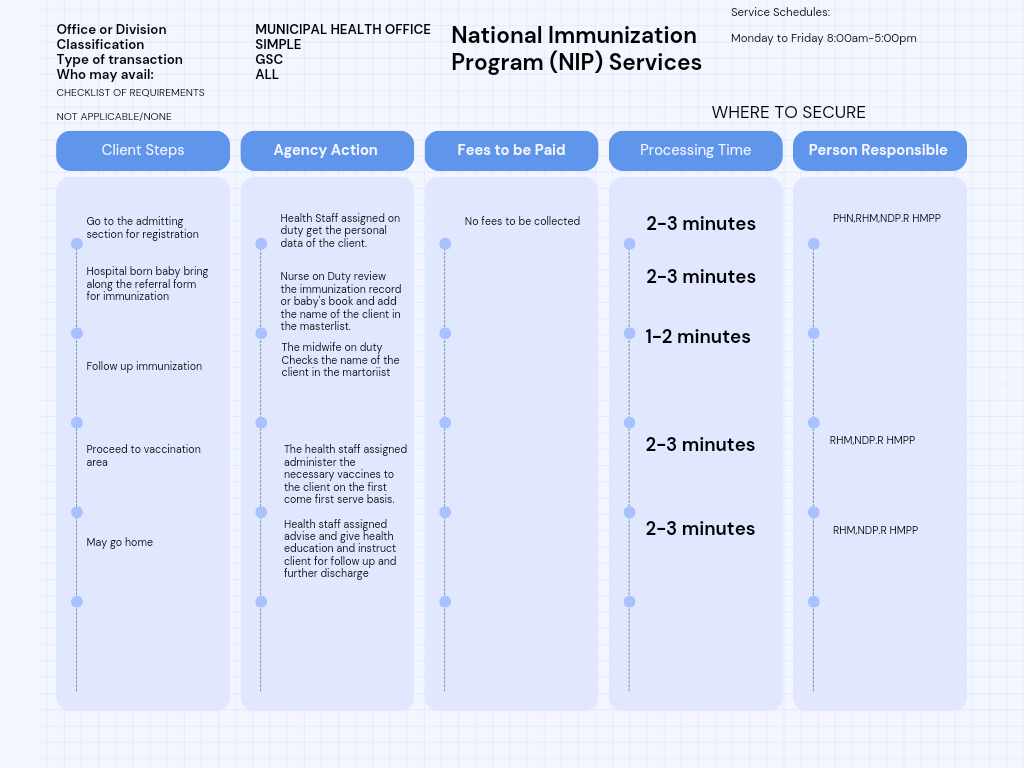 Office or Division
Classification
Type of transaction
Who may avail:
MUNICIPAL HEALTH OFFICE
SIMPLE
GSC
ALL
National Immunization
Program (NIP) Services
Service Schedules:
Monday to Friday 8:00am-5:00pm
CHECKLIST OF REQUIREMENTS
NOT APPLICABLE/NONE
WHERE TO SECURE
Client Steps
Go to the admitting
section for registration
Hospital born baby bring
along the referral form
for immunization
Follow up immunization
Proceed to vaccination
area
May go home
Agency Action
Health Staff assigned on
duty get the personal
data of the client.
Nurse on Duty review
the immunization record
or baby's book and add
the name of the client in
the masterlist.
The midwife on duty
Checks the name of the
client in the martoriist
The health staff assigned
administer the
necessary vaccines to
the client on the first
come first serve basis.
Health staff assigned
advise and give health
education and instruct
client for follow up and
further discharge
Fees to be Paid
No fees to be collected
Processing Time
2-3 minutes
2-3 minutes
1-2 minutes
2-3 minutes
2-3 minutes
Person Responsible
PHN,RHM,NDP.R HMPP
RHM,NDP.R HMPP
RHM,NDP.R HMPP